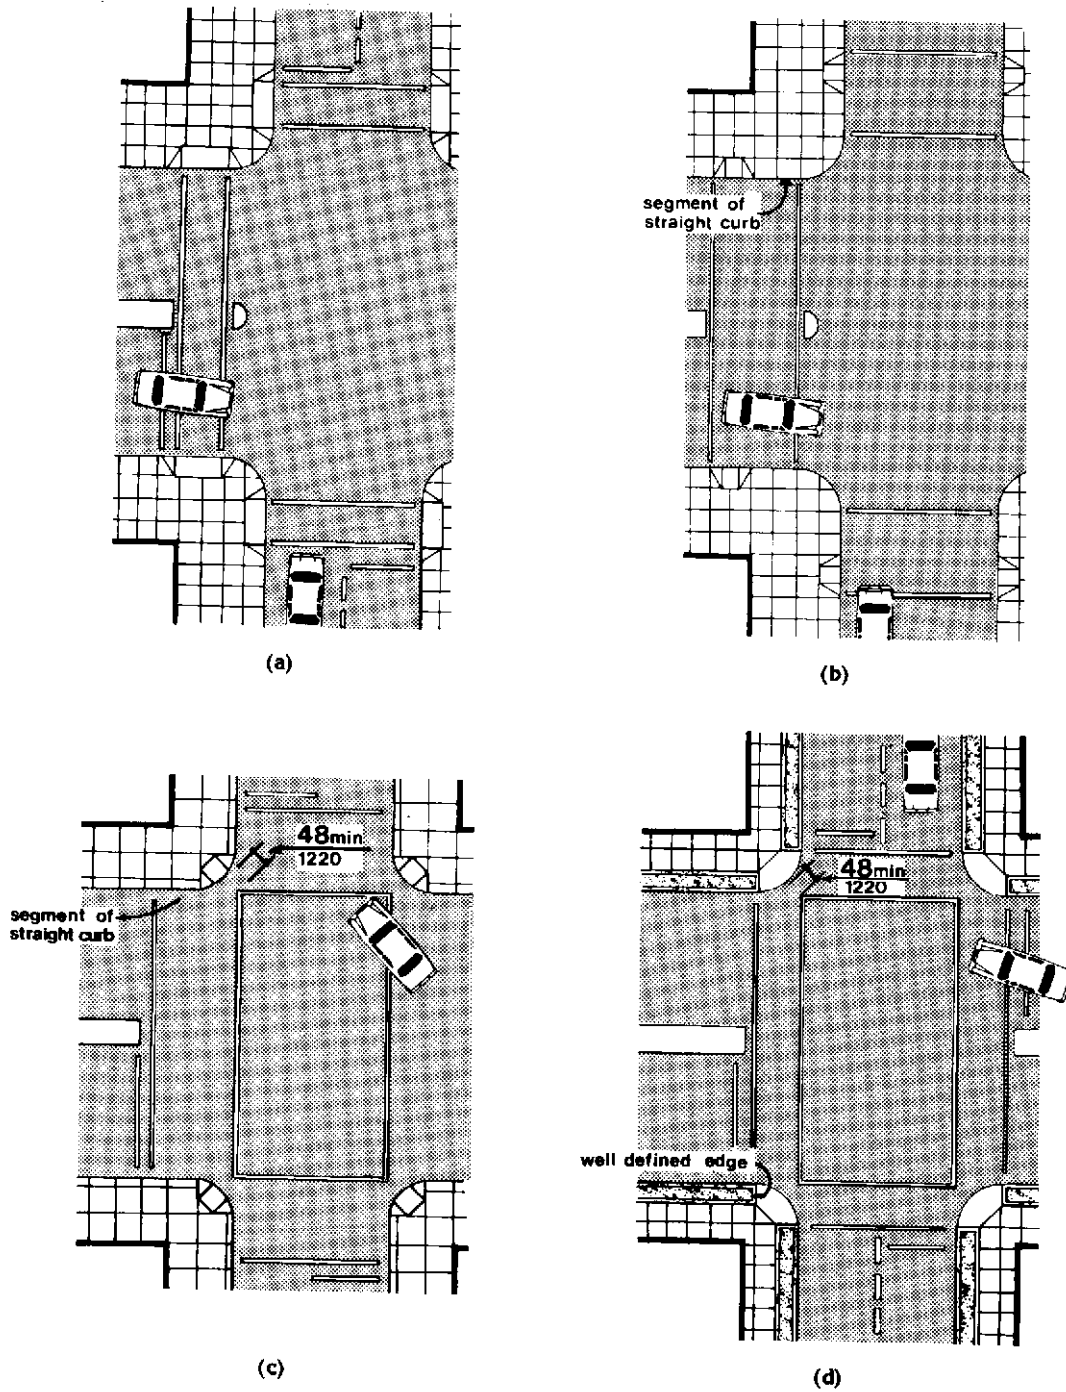 segment of
straight curb
(a)
(b)
48min
1220
segment of
straight curb
48min
1220
well defined edge
(c)
(d)